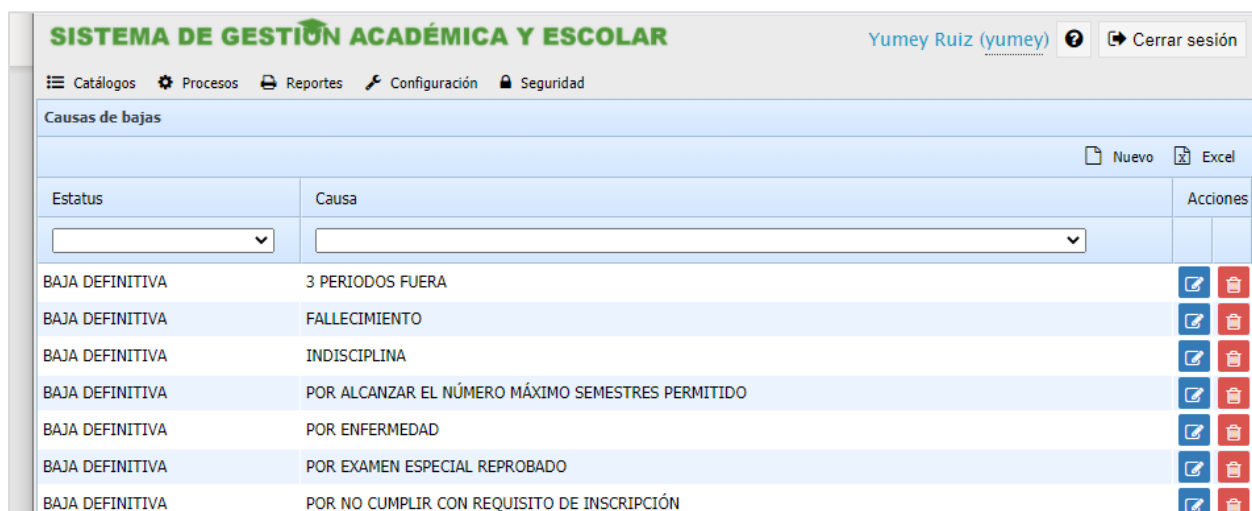 SISTEMA DE GESTIÓN ACADÉMICA Y ESCOLAR
Yumey Ruiz (yumey) Cerrar sesión
Catálogos Procesos Reportes Configuración Seguridad
Causas de bajas
Nuevo Excel
Estatus Causa Acciones
BAJA DEFINITIVA 3 PERIODOS FUERA
BAJA DEFINITIVA FALLECIMIENTO
BAJA DEFINITIVA INDISCIPLINA
BAJA DEFINITIVA POR ALCANZAR EL NÚMERO MÁXIMO SEMESTRES PERMITIDO
BAJA DEFINITIVA POR ENFERMEDAD
BAJA DEFINITIVA POR EXAMEN ESPECIAL REPROBADO
BAJA DEFINITIVA POR NO CUMPLIR CON REQUISITO DE INSCRIPCIÓN